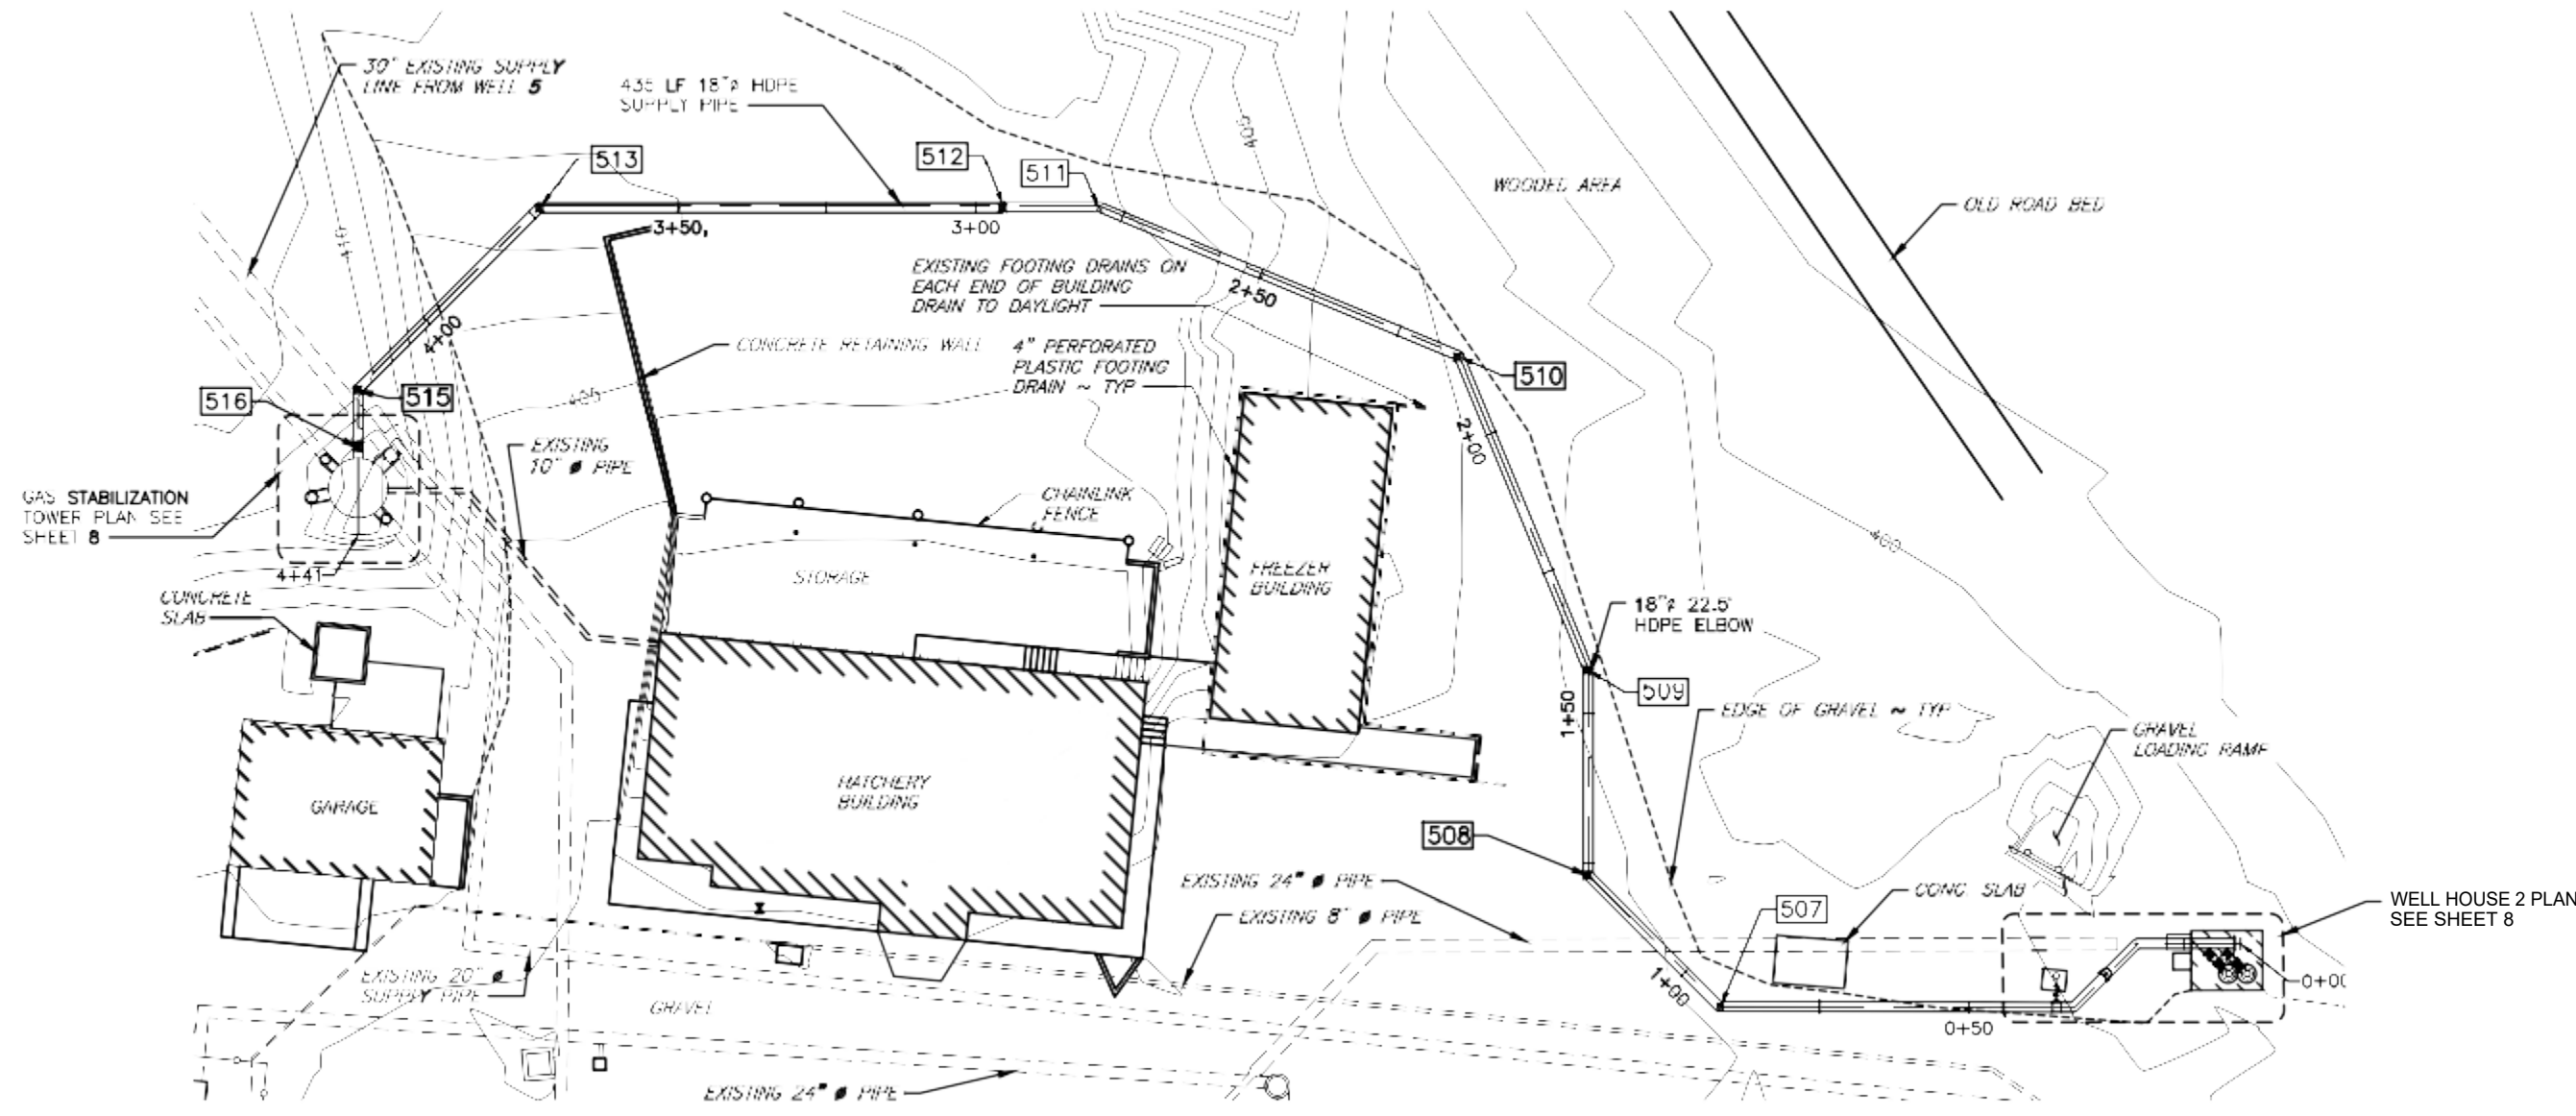 30" EXISTING SUPPLY
LINE FROM WELL 5
435 LF 18"ø HDPE
SUPPLY PIPE
513
512
511
405
WOODED AREA
OLD ROAD BED
410
3+50,
3+00
EXISTING FOOTING DRAINS ON
EACH END OF BUILDING
DRAIN TO DAYLIGHT
2+50
4+00
CONCRETE RETAINING WALL
4" PERFORATED
PLASTIC FOOTING
DRAIN ~ TYP
510
516
515
405
2+00
EXISTING
10" ø PIPE
GAS STABILIZATION
TOWER PLAN SEE
SHEET 8
CHAINLINK
FENCE
400
4+41
STORAGE
FREEZER
BUILDING
CONCRETE
SLAB
18"ø 22.5°
HDPE ELBOW
509
1+50
EDGE OF GRAVEL ~ TYP
GRAVEL
LOADING RAMP
GARAGE
HATCHERY
BUILDING
508
EXISTING 24" ø PIPE
CONC. SLAB
507
WELL HOUSE 2 PLAN
SEE SHEET 8
EXISTING 8" ø PIPE
EXISTING 20" ø
SUPPLY PIPE
1+00
0+00
GRAVEL
0+50
EXISTING 24" ø PIPE